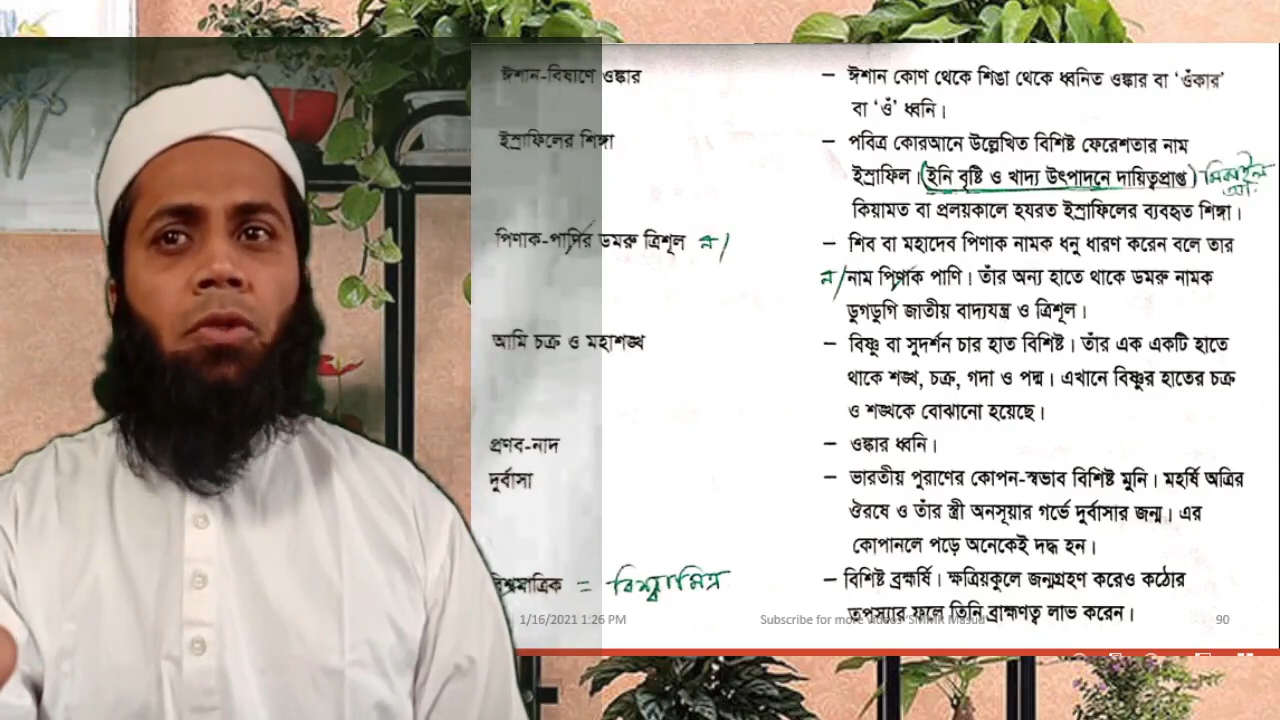 ঈশান-বিষাণে ওঙ্কার – ঈশান কোণ থেকে শিঙা থেকে ধ্বনিত ওঙ্কার বা ‘ওঁকার’
বা ‘ওঁ’ ধ্বনি।
ইস্রাফিলের শিঙ্গা – পবিত্র কোরআনে উল্লেখিত বিশিষ্ট ফেরেশতার নাম
ইস্রাফিল। (ইনি বৃষ্টি ও খাদ্য উৎপাদনে দায়িত্বপ্রাপ্ত)
আঃ
কিয়ামত বা প্রলয়কালে হযরত ইস্রাফিলের ব্যবহৃত শিঙ্গা।
পিণাক-পাণির ডমরু ত্রিশূল ন/ – শিব বা মহাদেব পিণাক নামক ধনু ধারণ করেন বলে তার
ন/ নাম পিণাক পাণি। তাঁর অন্য হাতে থাকে ডমরু নামক
ডুগডুগি জাতীয় বাদ্যযন্ত্র ও ত্রিশূল।
আমি চক্র ও মহাশঙ্খ – বিষ্ণু বা সুদর্শন চার হাত বিশিষ্ট। তাঁর এক একটি হাতে
থাকে শঙ্খ, চক্র, গদা ও পদ্ম। এখানে বিষ্ণুর হাতের চক্র
ও শঙ্খকে বোঝানো হয়েছে।
প্রণব-নাদ – ওঙ্কার ধ্বনি।
দুর্বাসা – ভারতীয় পুরাণের কোপন-স্বভাব বিশিষ্ট মুনি। মহর্ষি অত্রির
ঔরষে ও তাঁর স্ত্রী অনসূয়ার গর্ভে দুর্বাসার জন্ম। এর
কোপানলে পড়ে অনেকেই দগ্ধ হন।
= বিশ্বামিত্র – বিশিষ্ট ব্রহ্মর্ষি। ক্ষত্রিয়কুলে জন্মগ্রহণ করেও কঠোর
তপস্যার ফলে তিনি ব্রাহ্মণত্ব লাভ করেন।
1/16/2021 1:26 PM Subscribe for more videos 90